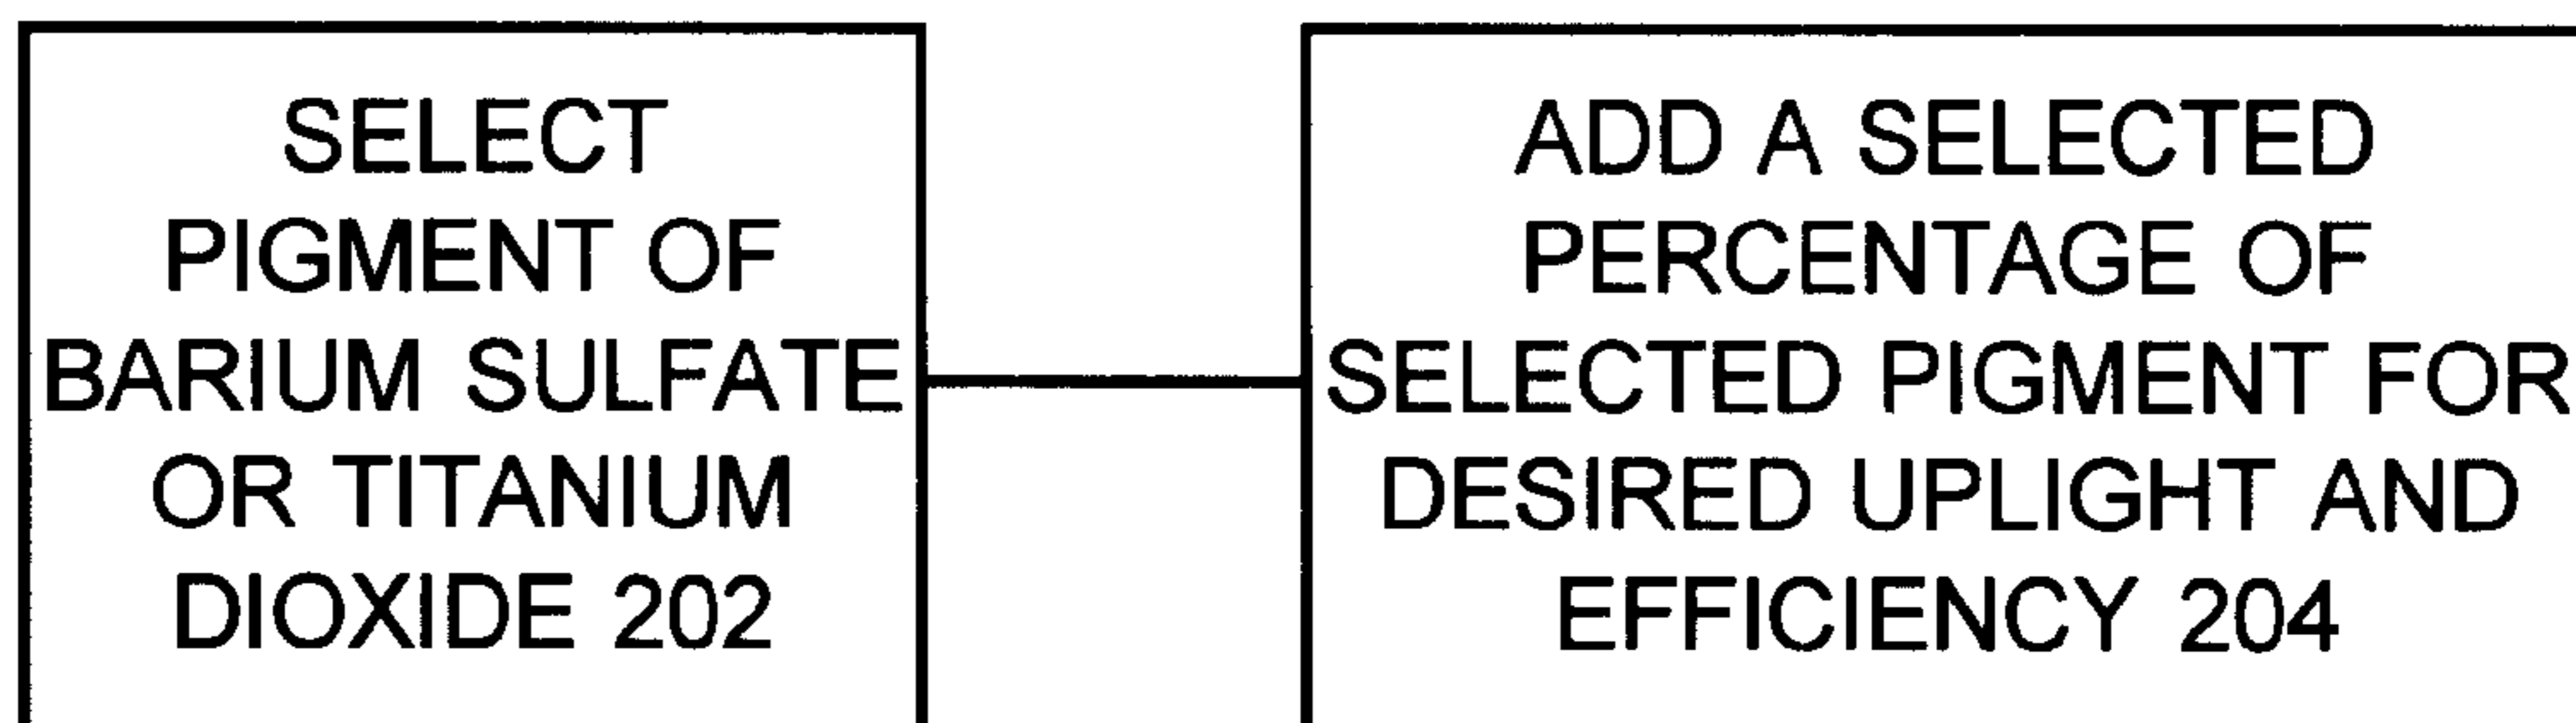 SELECT
PIGMENT OF
BARIUM SULFATE
OR TITANIUM
DIOXIDE 202
ADD A SELECTED
PERCENTAGE OF
SELECTED PIGMENT FOR
DESIRED UPLIGHT AND
EFFICIENCY 204